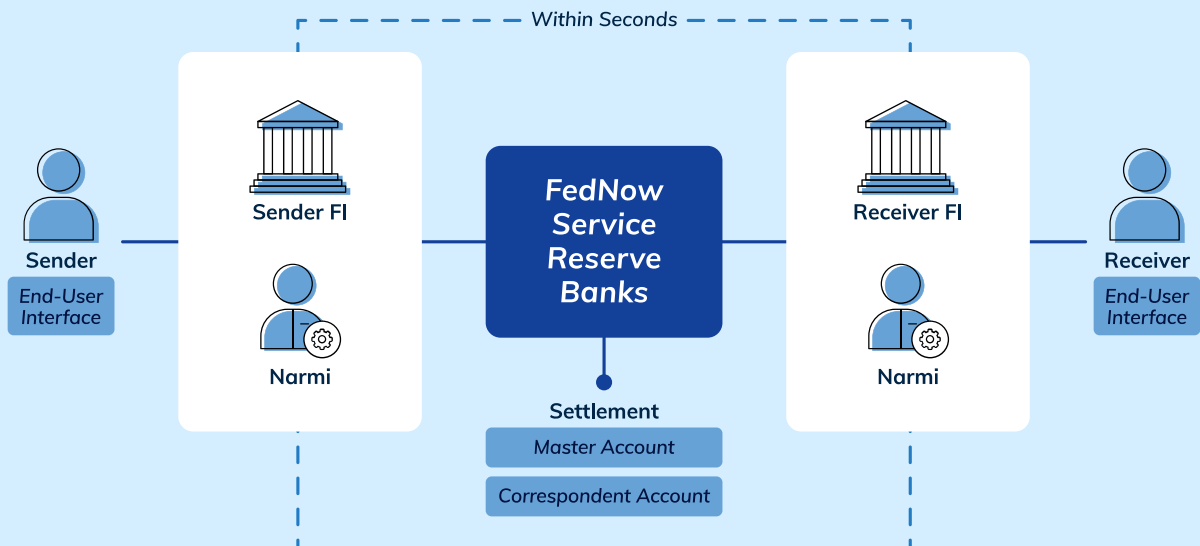 Within Seconds
Sender
End-User
Interface
Sender FI
Narmi
FedNow
Service
Reserve
Banks
Settlement
Master Account
Correspondent Account
Receiver FI
Narmi
Receiver
End-User
Interface